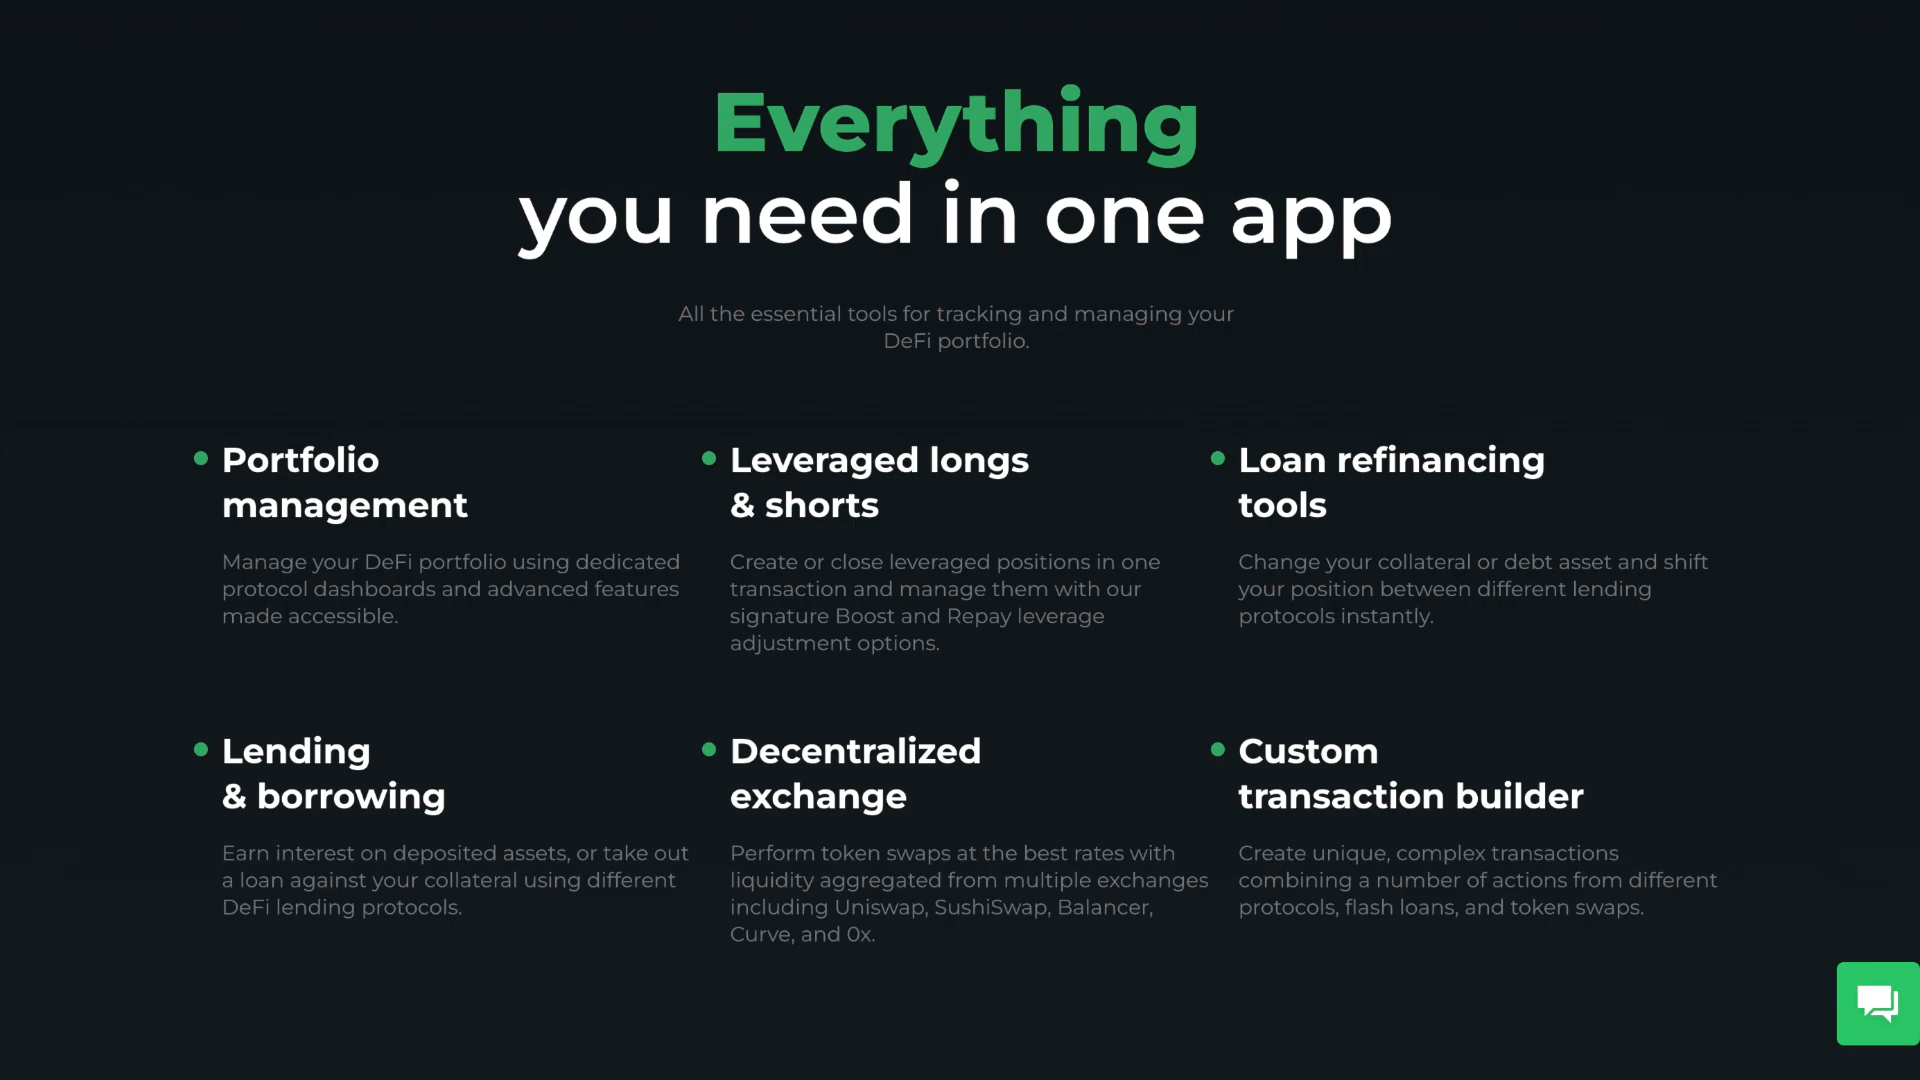 Everything
you need in one app
All the essential tools for tracking and managing your
DeFi portfolio.
Portfolio
management
Manage your DeFi portfolio using dedicated
protocol dashboards and advanced features
made accessible.
Leveraged longs
& shorts
Create or close leveraged positions in one
transaction and manage them with our
signature Boost and Repay leverage
adjustment options.
Loan refinancing
tools
Change your collateral or debt asset and shift
your position between different lending
protocols instantly.
Lending
& borrowing
Earn interest on deposited assets, or take out
a loan against your collateral using different
DeFi lending protocols.
Decentralized
exchange
Perform token swaps at the best rates with
liquidity aggregated from multiple exchanges
including Uniswap, SushiSwap, Balancer,
Curve, and 0x.
Custom
transaction builder
Create unique, complex transactions
combining a number of actions from different
protocols, flash loans, and token swaps.